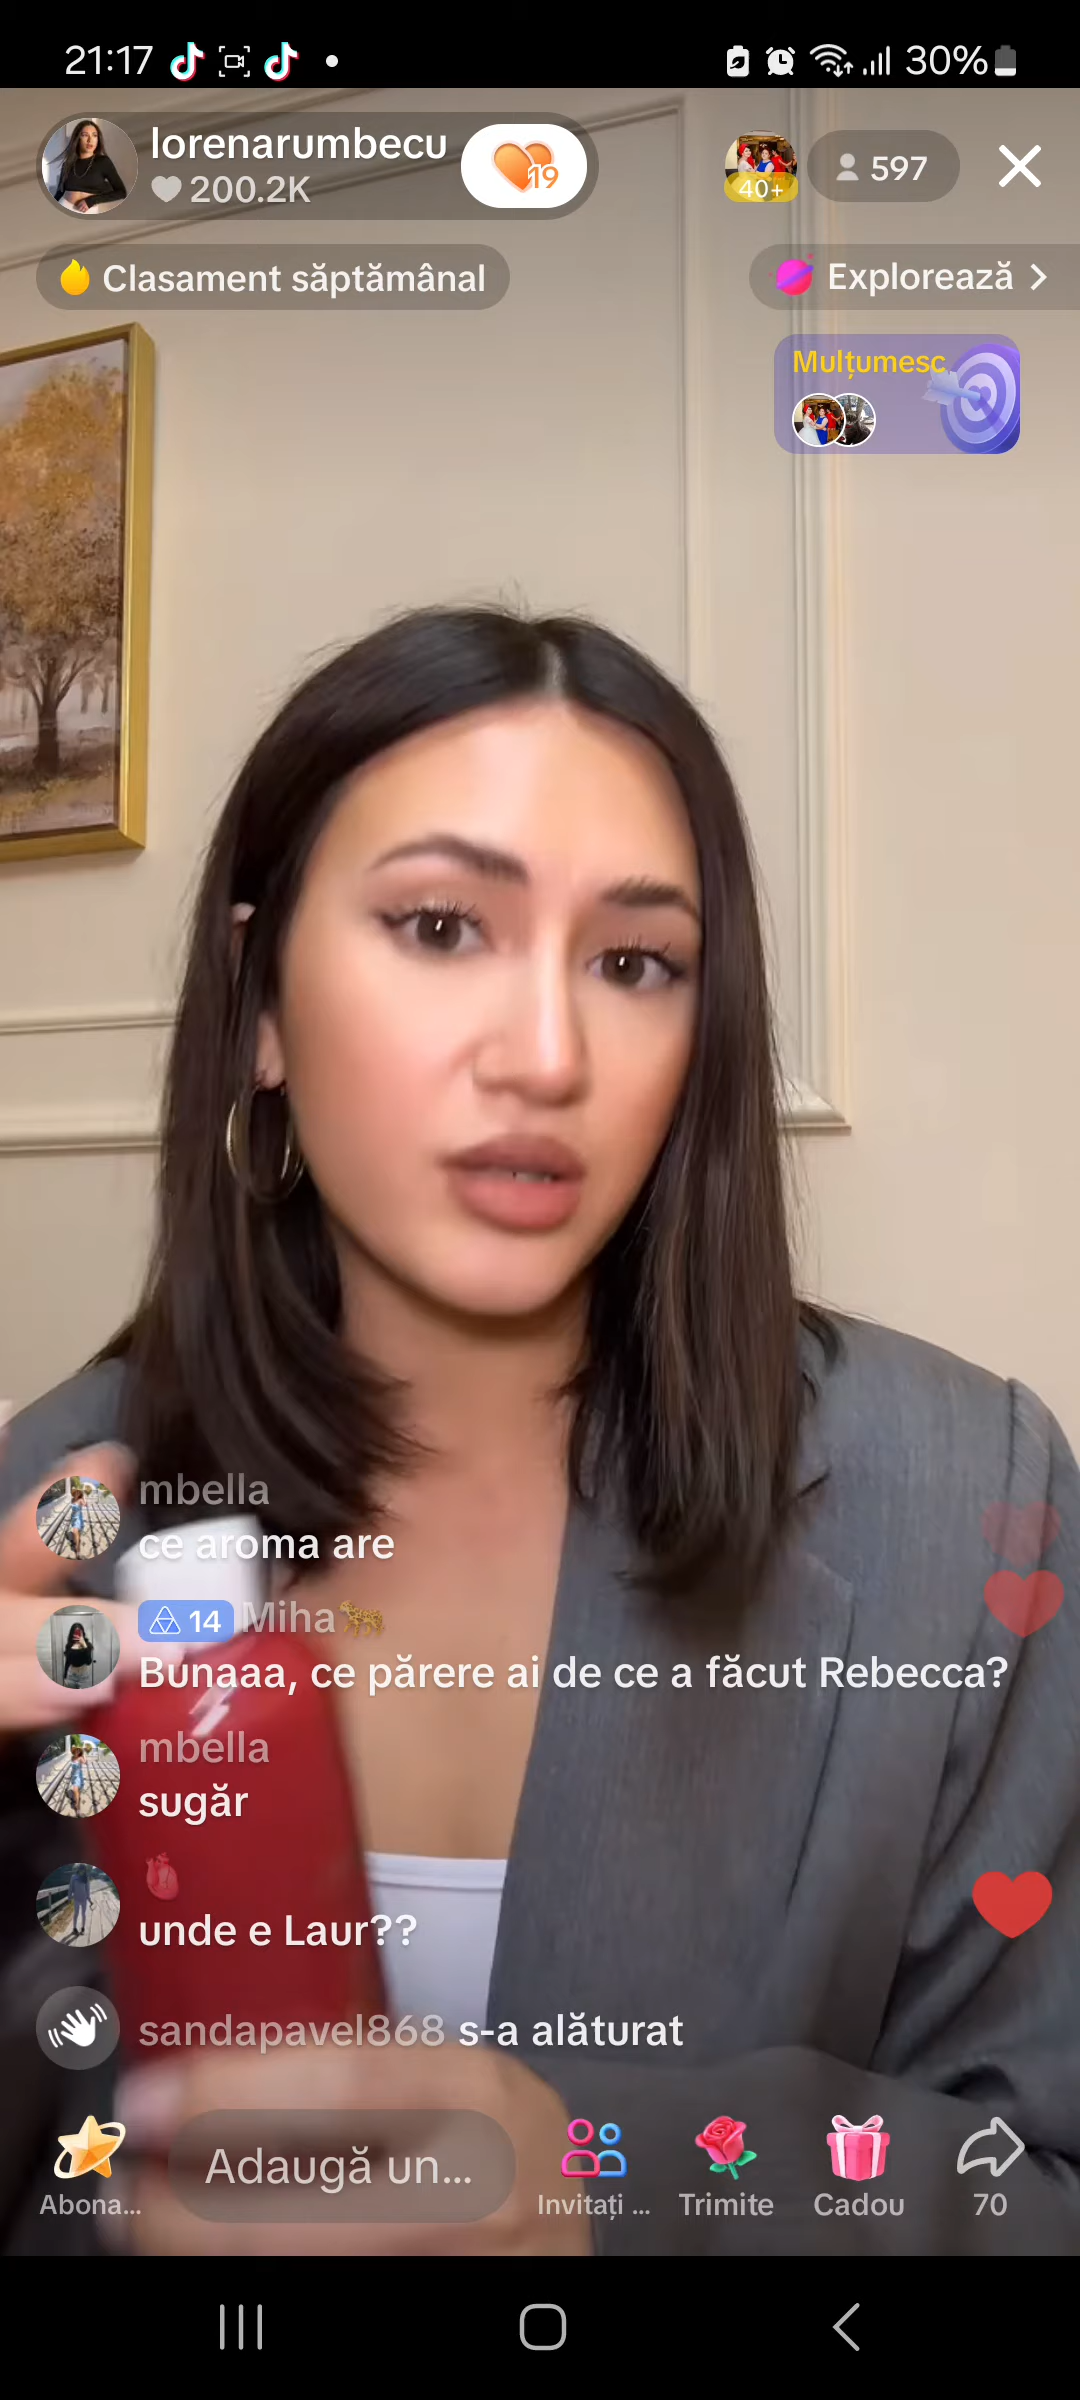 21:17
30%
lorenarumbecu
200.2K
19
40+
597
Clasament săptămânal
Explorează
Mulțumesc
mbella
ce aroma are
14 Miha
Bunaaa, ce părere ai de ce a făcut Rebecca?
mbella
sugăr
unde e Laur??
sandapavel868 s-a alăturat
Adaugă un...
Abona...
Invitați ...
Trimite
Cadou
70